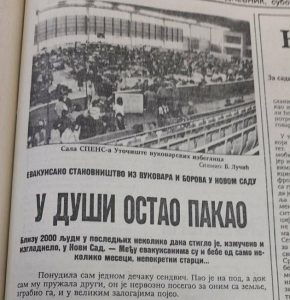 Сала СПЕНС-а Уточиште вуковарских избеглица
Снимио: Б. Лучић
ЕВАКУИСАНО СТАНОВНИШТВО ИЗ ВУКОВАРА И БОРОВА У НОВОМ САДУ
У ДУШИ ОСТАО ПАКАО
Близу 2000 људи у последњих неколико дана стигло је, измучено и
изгладнело, у Нови Сад. — Међу евакуисанима су и бебе од само не-
колико месеци, непокретни старци...
Понудила сам једном дечаку сендвич. Пао је на под, а док
сам му пружала други, он је нервозно посегао за оним са земље,
зграбио га, и у великим залогајима појео.